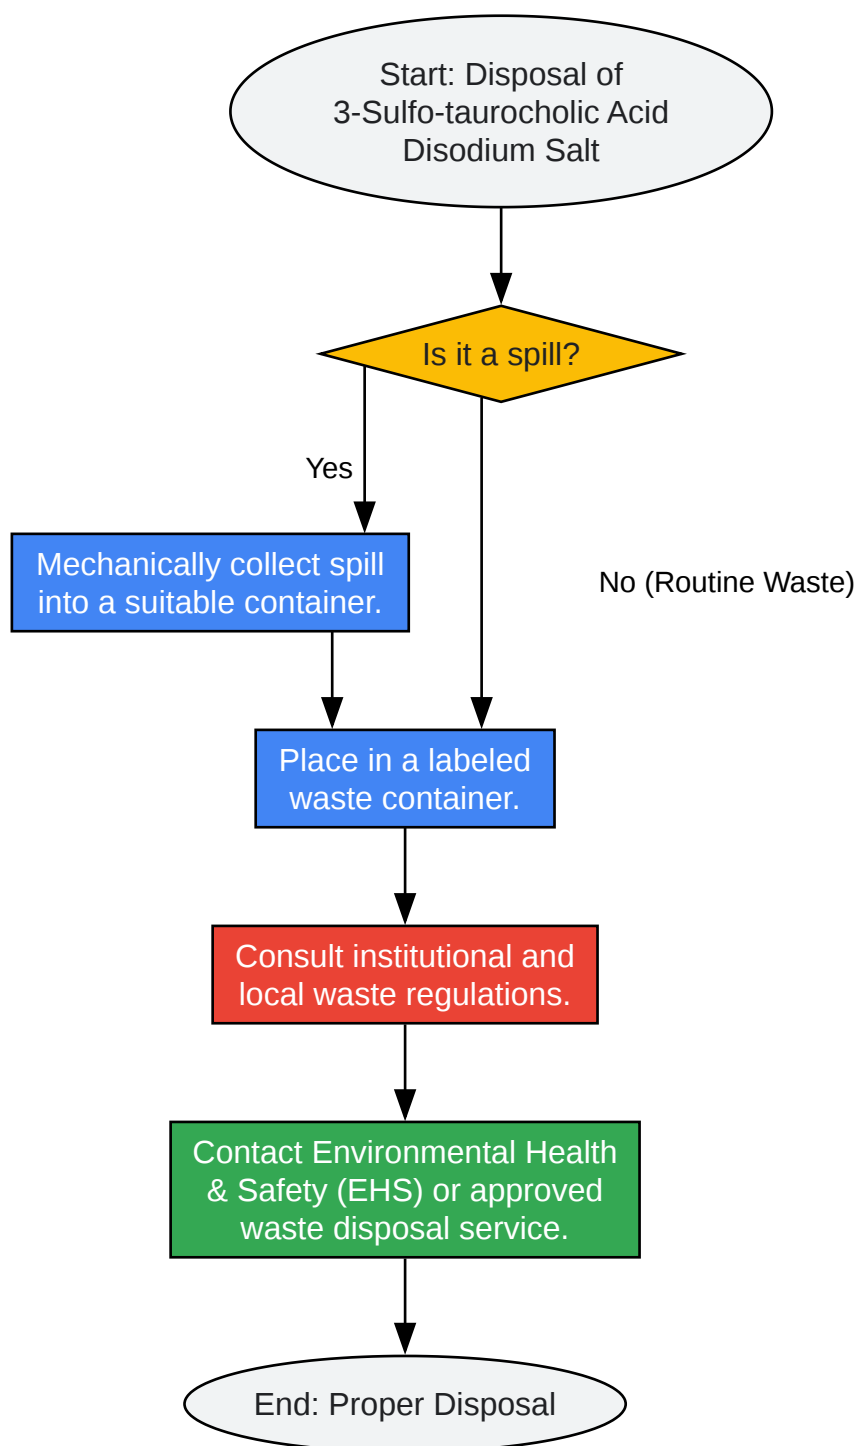 Start: Disposal of
3-Sulfo-taurocholic Acid
Disodium Salt
Is it a spill?
Yes
Mechanically collect spill
into a suitable container.
No (Routine Waste)
Place in a labeled
waste container.
Consult institutional and
local waste regulations.
Contact Environmental Health
& Safety (EHS) or approved
waste disposal service.
End: Proper Disposal